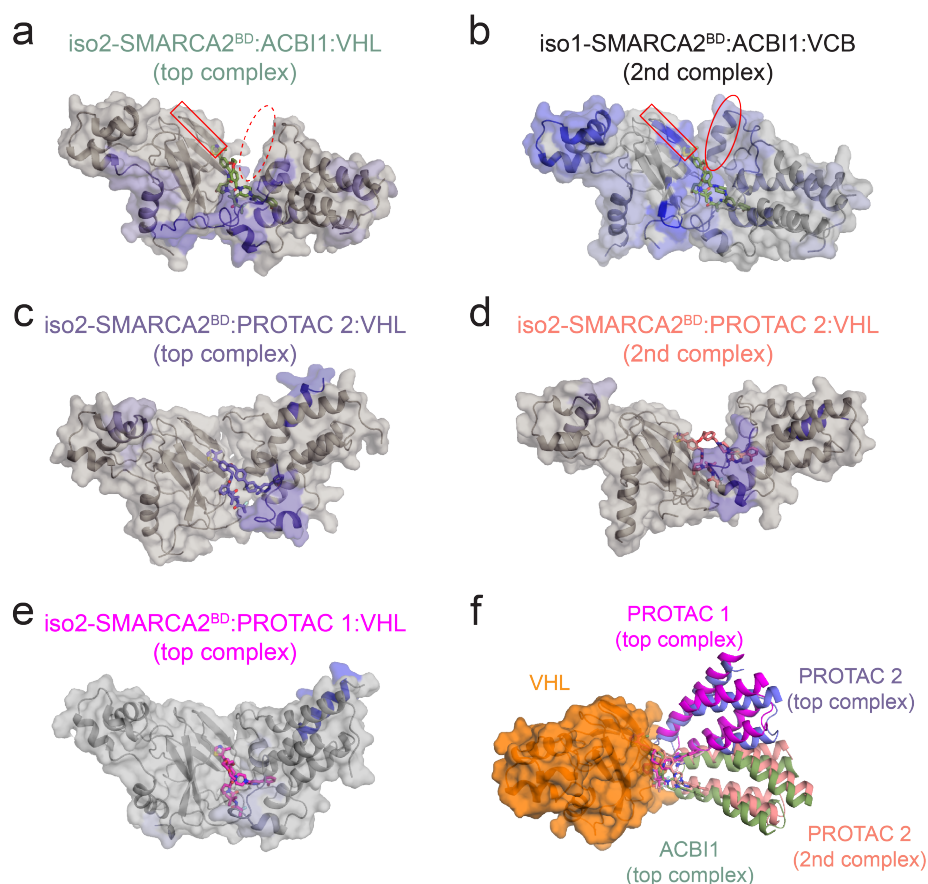 a
iso2-SMARCA2BD:ACBI1:VHL
(top complex)
b
iso1-SMARCA2BD:ACBI1:VCB
(2nd complex)
c
iso2-SMARCA2BD:PROTAC 2:VHL
(top complex)
d
iso2-SMARCA2BD:PROTAC 2:VHL
(2nd complex)
e
iso2-SMARCA2BD:PROTAC 1:VHL
(top complex)
f
PROTAC 1
(top complex)
VHL
PROTAC 2
(top complex)
ACBI1
(top complex)
PROTAC 2
(2nd complex)